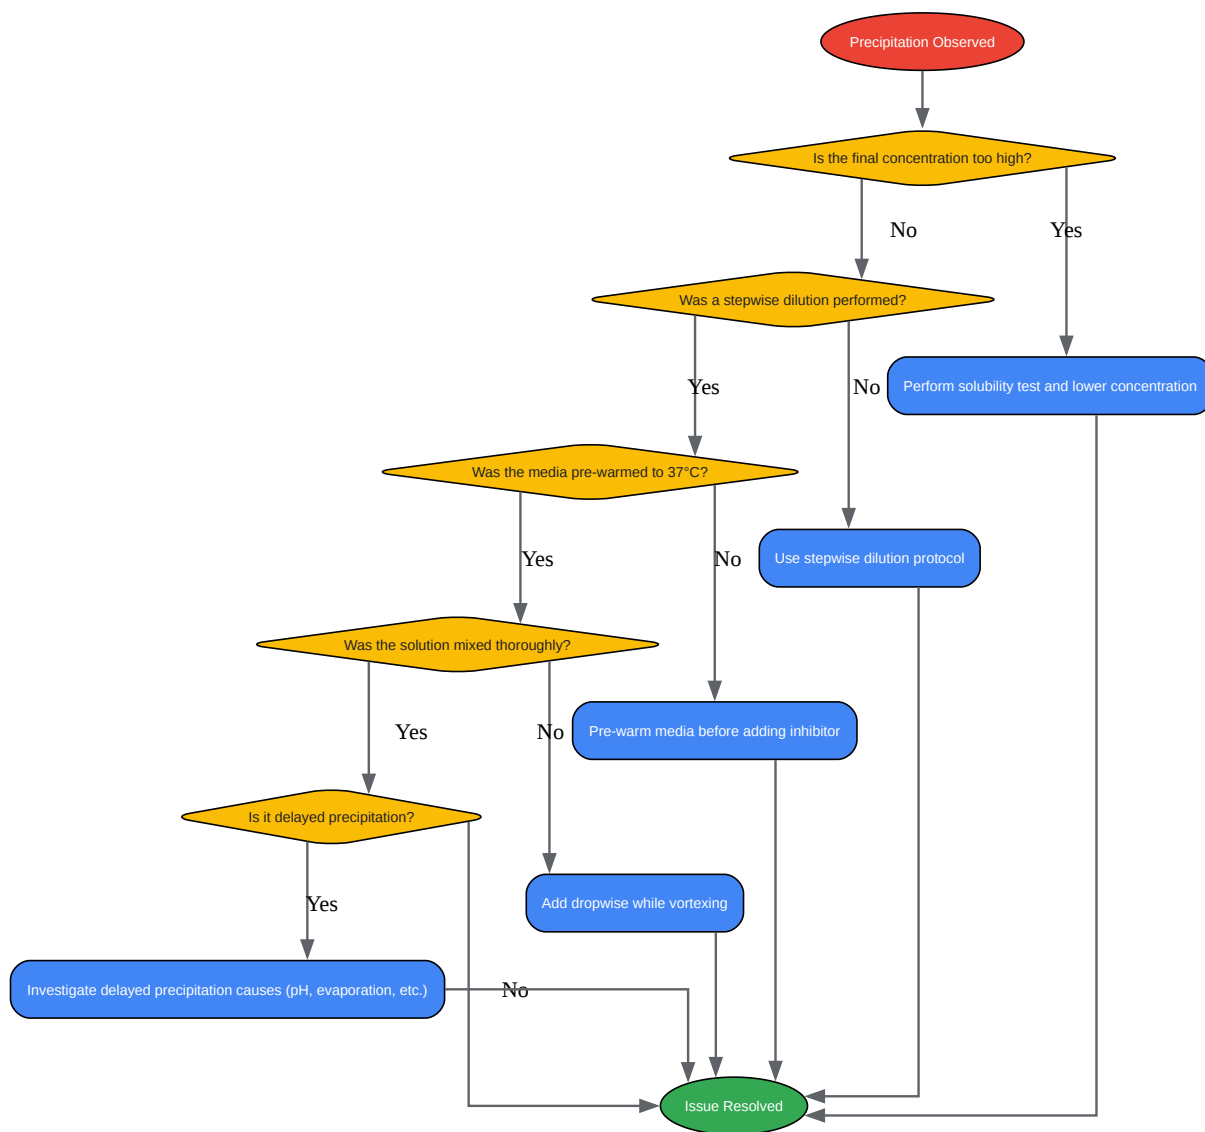 Precipitation Observed
Is the final concentration too high?
No
Yes
Was a stepwise dilution performed?
Yes
No
Perform solubility test and lower concentration
Was the media pre-warmed to 37°C?
Yes
No
Use stepwise dilution protocol
Was the solution mixed thoroughly?
Yes
No
Pre-warm media before adding inhibitor
Is it delayed precipitation?
Yes
Add dropwise while vortexing
Investigate delayed precipitation causes (pH, evaporation, etc.)
No
Issue Resolved